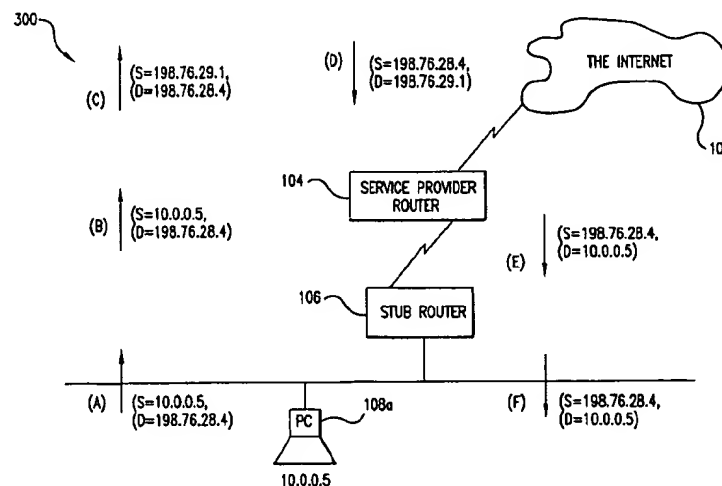 300
(C)
(S=198.76.29.1,
(D=198.76.28.4)
(D)
(S=198.76.28.4,
(D=198.76.29.1)
THE INTERNET
10
104
SERVICE PROVIDER
ROUTER
(B)
(S=10.0.0.5,
(D=198.76.28.4)
(E)
(S=198.76.28.4,
(D=10.0.0.5)
106
STUB ROUTER
(A)
(S=10.0.0.5,
(D=198.76.28.4)
PC
108a
10.0.0.5
(F)
(S=198.76.28.4,
(D=10.0.0.5)